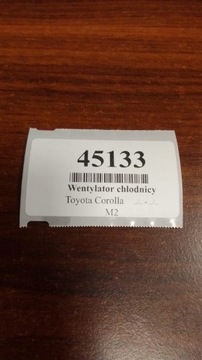 45133
Wentylator chłodnicy
Toyota Corolla
M2